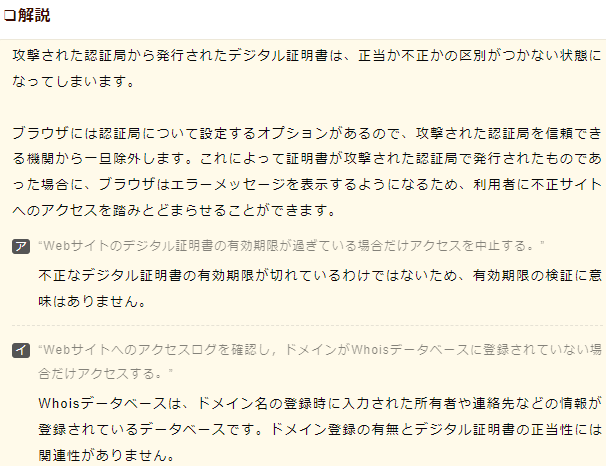 ❏解説
攻撃された認証局から発行されたデジタル証明書は、正当か不正かの区別がつかない状態に
なってしまいます。
ブラウザには認証局について設定するオプションがあるので、攻撃された認証局を信頼でき
る機関から一旦除外します。これによって証明書が攻撃された認証局で発行されたものであ
った場合に、ブラウザはエラーメッセージを表示するようになるため、利用者に不正サイト
へのアクセスを踏みとどまらせることができます。
ア “Webサイトのデジタル証明書の有効期限が過ぎている場合だけアクセスを中止する。”
不正なデジタル証明書の有効期限が切れているわけではないため、有効期限の検証に意
味はありません。
イ “Webサイトへのアクセスログを確認し，ドメインがWhoisデータベースに登録されていない場
合だけアクセスする。”
Whoisデータベースは、ドメイン名の登録時に入力された所有者や連絡先などの情報が
登録されているデータベースです。ドメイン登録の有無とデジタル証明書の正当性には
関連性がありません。